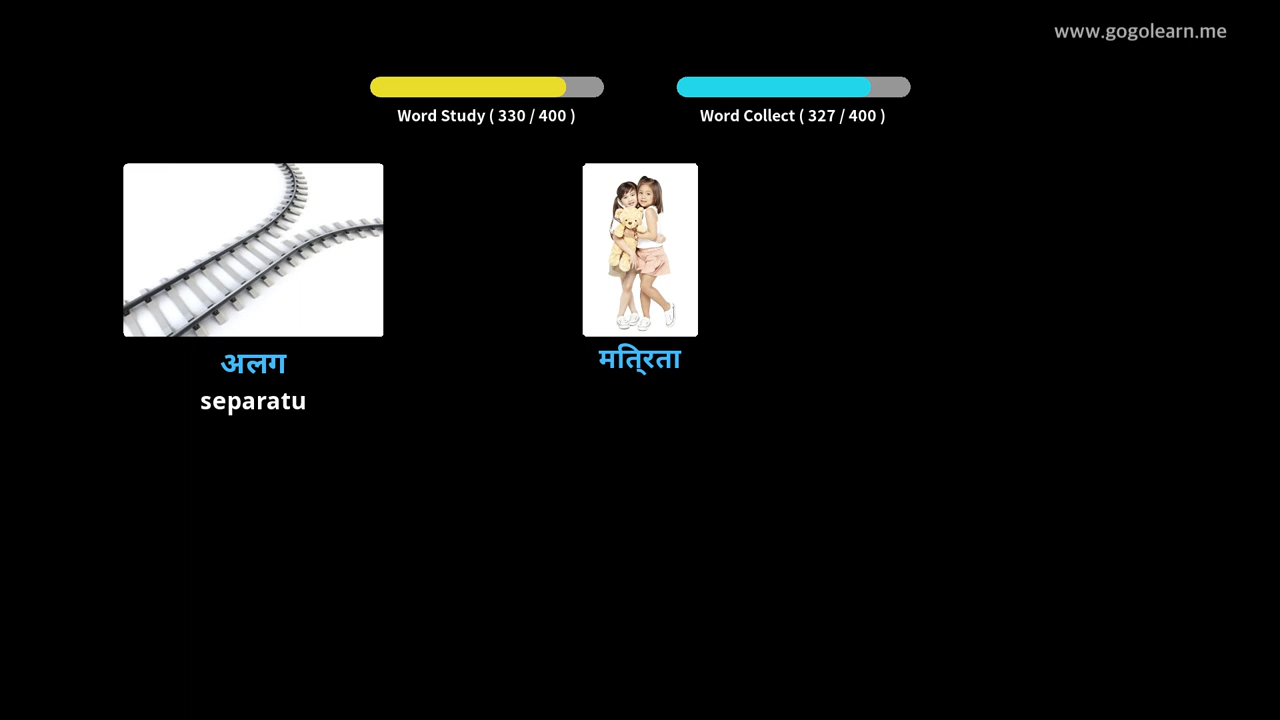 www.gogolearn.me
Word Study ( 330 / 400 )
Word Collect ( 327 / 400 )
अलग
separatu
मत्रिता